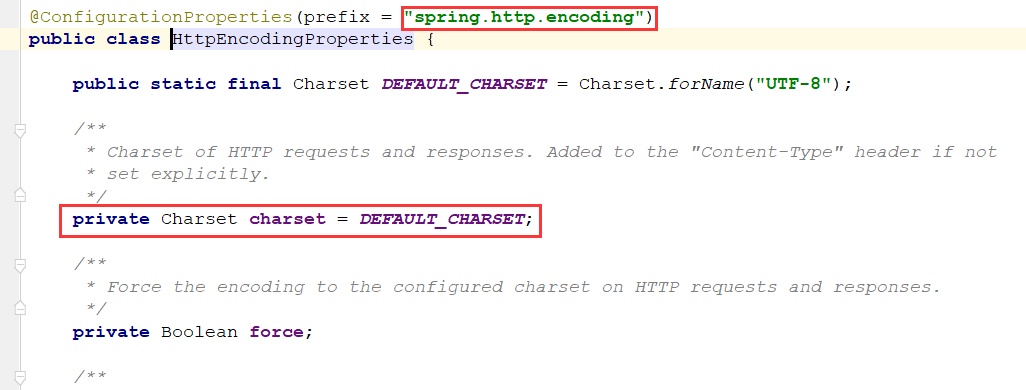 @ConfigurationProperties(prefix = "spring.http.encoding")
public class HttpEncodingProperties {
public static final Charset DEFAULT_CHARSET = Charset.forName("UTF-8");
/**
* Charset of HTTP requests and responses. Added to the "Content-Type" header if not
* set explicitly.
*/
private Charset charset = DEFAULT_CHARSET;
/**
* Force the encoding to the configured charset on HTTP requests and responses.
*/
private Boolean force;
/**